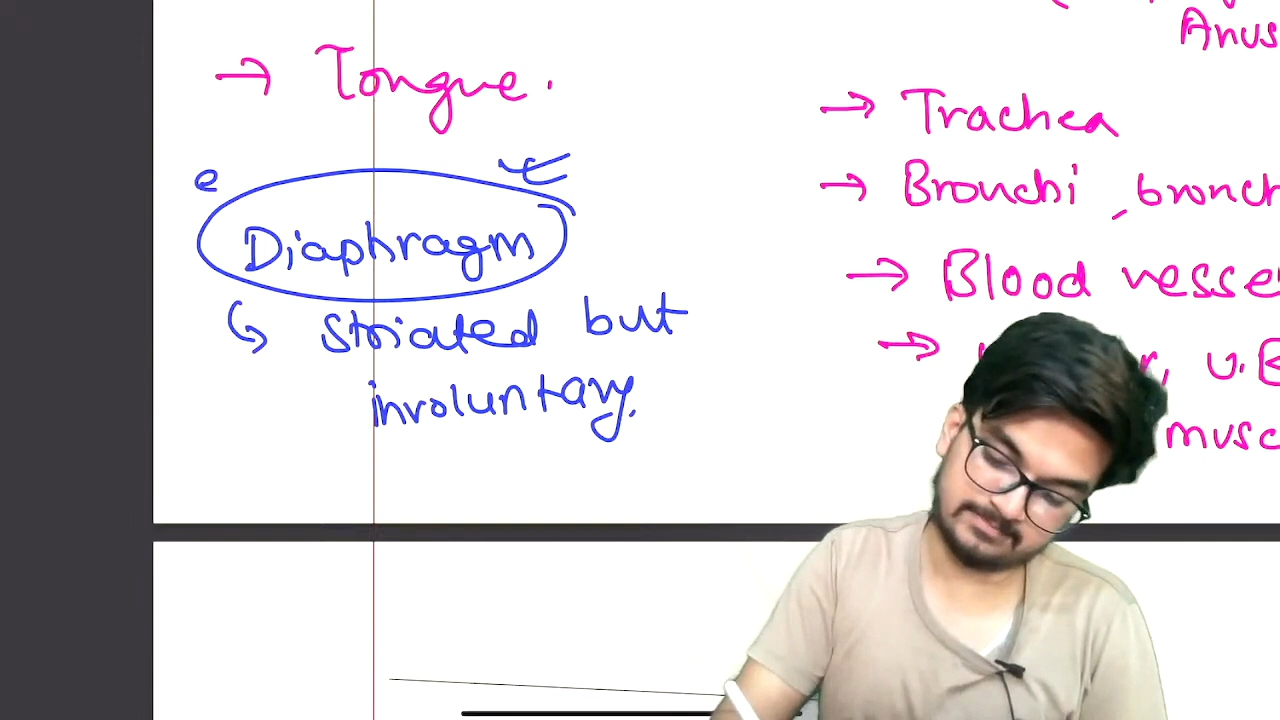 → Tongue.
e
Diaphragm
↳ striated but
involuntary.
Anus
→ Trachea
→ Bronchi, bronch
→ Blood vesse
→ r, U.B
musc